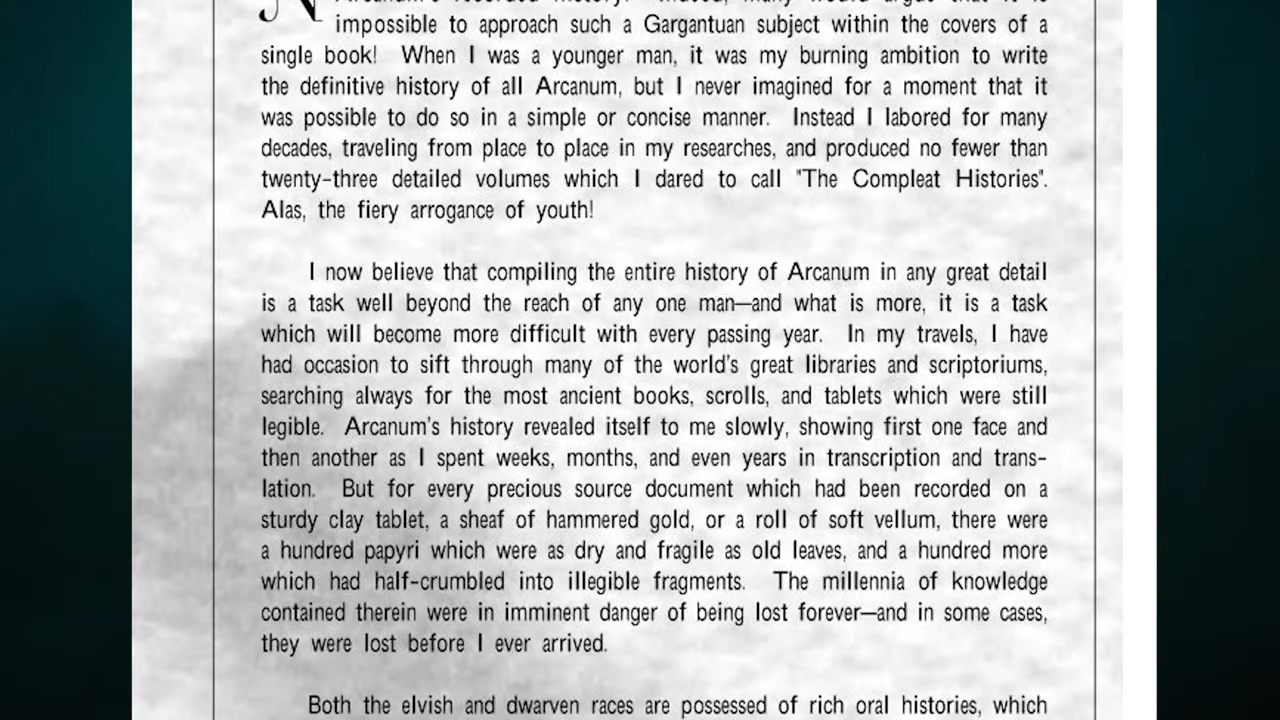 N
impossible to approach such a Gargantuan subject within the covers of a
single book! When I was a younger man, it was my burning ambition to write
the definitive history of all Arcanum, but I never imagined for a moment that it
was possible to do so in a simple or concise manner. Instead I labored for many
decades, traveling from place to place in my researches, and produced no fewer than
twenty-three detailed volumes which I dared to call "The Compleat Histories".
Alas, the fiery arrogance of youth!
I now believe that compiling the entire history of Arcanum in any great detail
is a task well beyond the reach of any one man—and what is more, it is a task
which will become more difficult with every passing year. In my travels, I have
had occasion to sift through many of the world's great libraries and scriptoriums,
searching always for the most ancient books, scrolls, and tablets which were still
legible. Arcanum's history revealed itself to me slowly, showing first one face and
then another as I spent weeks, months, and even years in transcription and trans-
lation. But for every precious source document which had been recorded on a
sturdy clay tablet, a sheaf of hammered gold, or a roll of soft vellum, there were
a hundred papyri which were as dry and fragile as old leaves, and a hundred more
which had half-crumbled into illegible fragments. The millennia of knowledge
contained therein were in imminent danger of being lost forever—and in some cases,
they were lost before I ever arrived.
Both the elvish and dwarven races are possessed of rich oral histories, which